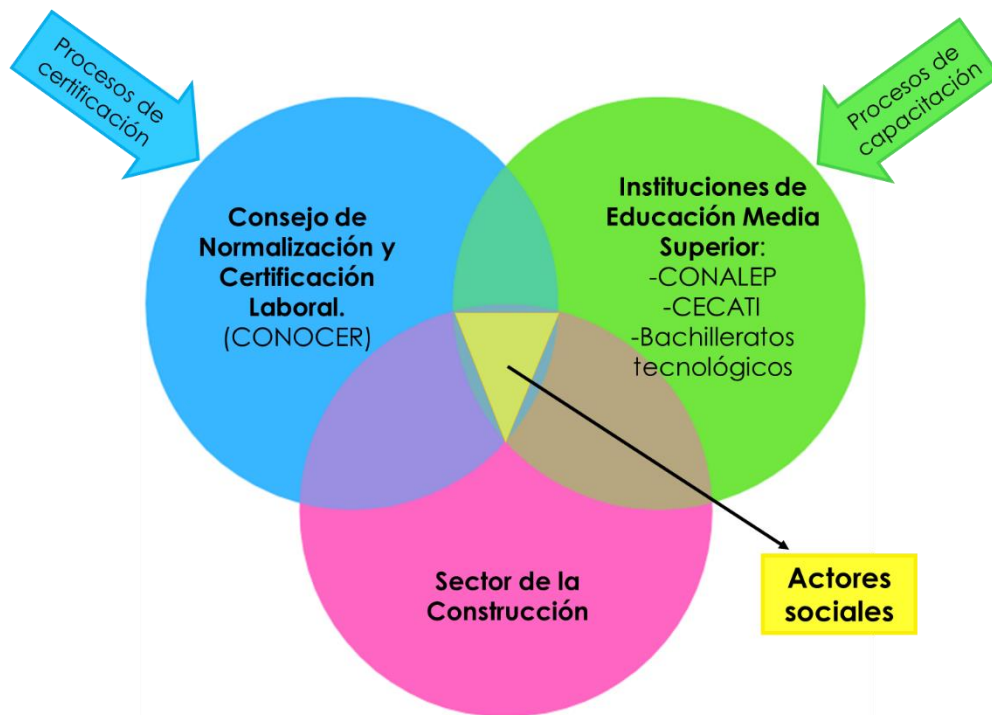 Procesos de
certificación
Procesos de
capacitación
Consejo de
Normalización y
Certificación
Laboral.
(CONOCER)
Instituciones de
Educación Media
Superior:
-CONALEP
-CECATI
-Bachilleratos
tecnológicos
Sector de la
Construcción
Actores
sociales